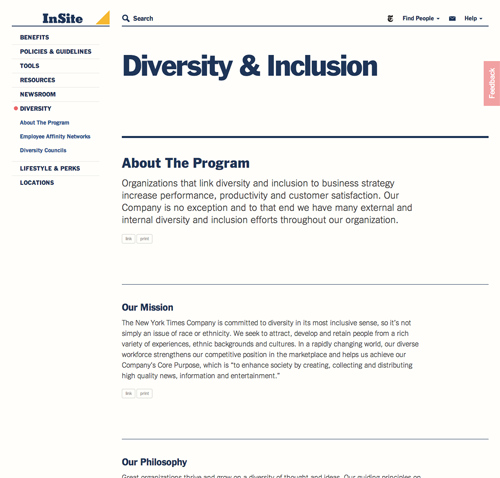 InSite
Search
Find People
Help
BENEFITS
POLICIES & GUIDELINES
TOOLS
RESOURCES
NEWSROOM
DIVERSITY
About The Program
Employee Affinity Networks
Diversity Councils
LIFESTYLE & PERKS
LOCATIONS
Feedback
Diversity & Inclusion
About The Program
Organizations that link diversity and inclusion to business strategy
increase performance, productivity and customer satisfaction. Our
Company is no exception and to that end we have many external and
internal diversity and inclusion efforts throughout our organization.
link print
Our Mission
The New York Times Company is committed to diversity in its most inclusive sense, so it's not
simply an issue of race or ethnicity. We seek to attract, develop and retain people from a rich
variety of experiences, ethnic backgrounds and cultures. In a rapidly changing world, our diverse
workforce strengthens our competitive position in the marketplace and helps us achieve our
Company's Core Purpose, which is “to enhance society by creating, collecting and distributing
high quality news, information and entertainment.”
link print
Our Philosophy
Great organizations thrive and grow on a diversity of thought and ideas. Our guiding principles on